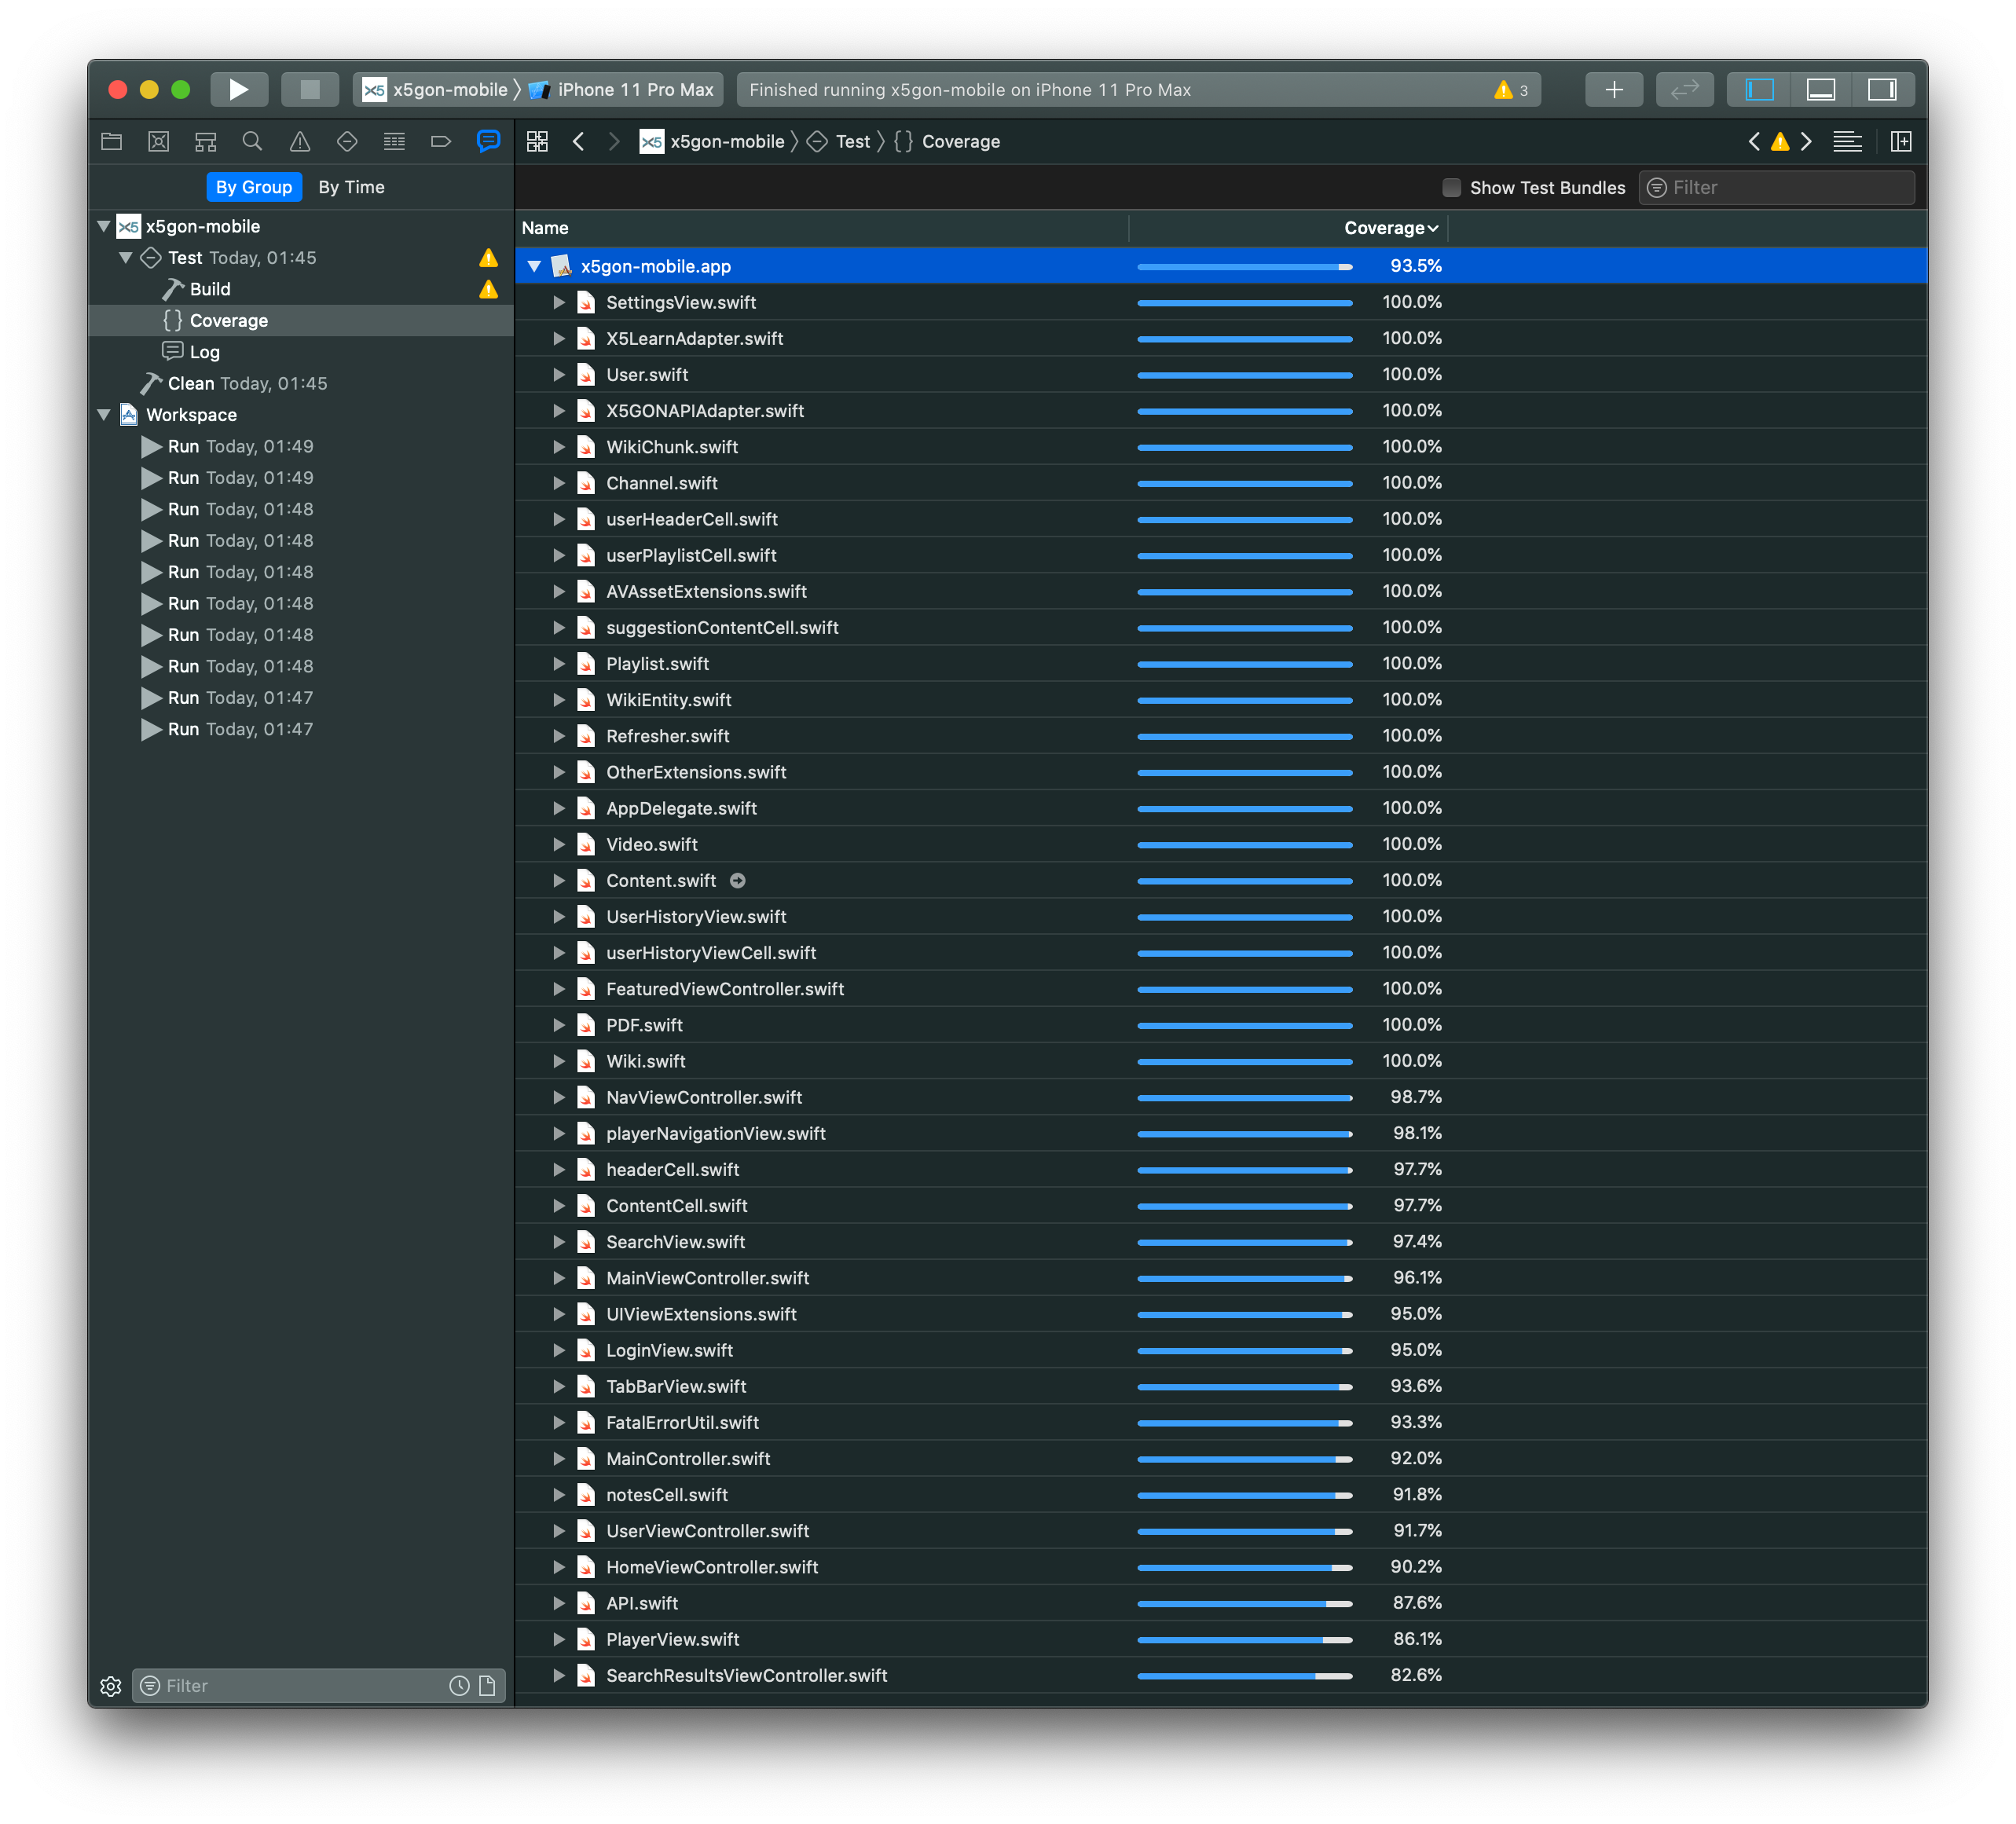 x5gon-mobile iPhone 11 Pro Max Finished running x5gon-mobile on iPhone 11 Pro Max 3
x5gon-mobile Test {} Coverage
By Group By Time
x5gon-mobile
Test Today, 01:45
Build
{} Coverage
Log
Clean Today, 01:45
Workspace
Run Today, 01:49
Run Today, 01:49
Run Today, 01:48
Run Today, 01:48
Run Today, 01:48
Run Today, 01:48
Run Today, 01:48
Run Today, 01:48
Run Today, 01:47
Run Today, 01:47
Filter
Show Test Bundles Filter
Name Coverage
x5gon-mobile.app 93.5%
SettingsView.swift 100.0%
X5LearnAdapter.swift 100.0%
User.swift 100.0%
X5GONAPIAdapter.swift 100.0%
WikiChunk.swift 100.0%
Channel.swift 100.0%
userHeaderCell.swift 100.0%
userPlaylistCell.swift 100.0%
AVAssetExtensions.swift 100.0%
suggestionContentCell.swift 100.0%
Playlist.swift 100.0%
WikiEntity.swift 100.0%
Refresher.swift 100.0%
OtherExtensions.swift 100.0%
AppDelegate.swift 100.0%
Video.swift 100.0%
Content.swift 100.0%
UserHistoryView.swift 100.0%
userHistoryViewCell.swift 100.0%
FeaturedViewController.swift 100.0%
PDF.swift 100.0%
Wiki.swift 100.0%
NavViewController.swift 98.7%
playerNavigationView.swift 98.1%
headerCell.swift 97.7%
ContentCell.swift 97.7%
SearchView.swift 97.4%
MainViewController.swift 96.1%
UIViewExtensions.swift 95.0%
LoginView.swift 95.0%
TabBarView.swift 93.6%
FatalErrorUtil.swift 93.3%
MainController.swift 92.0%
notesCell.swift 91.8%
UserViewController.swift 91.7%
HomeViewController.swift 90.2%
API.swift 87.6%
PlayerView.swift 86.1%
SearchResultsViewController.swift 82.6%